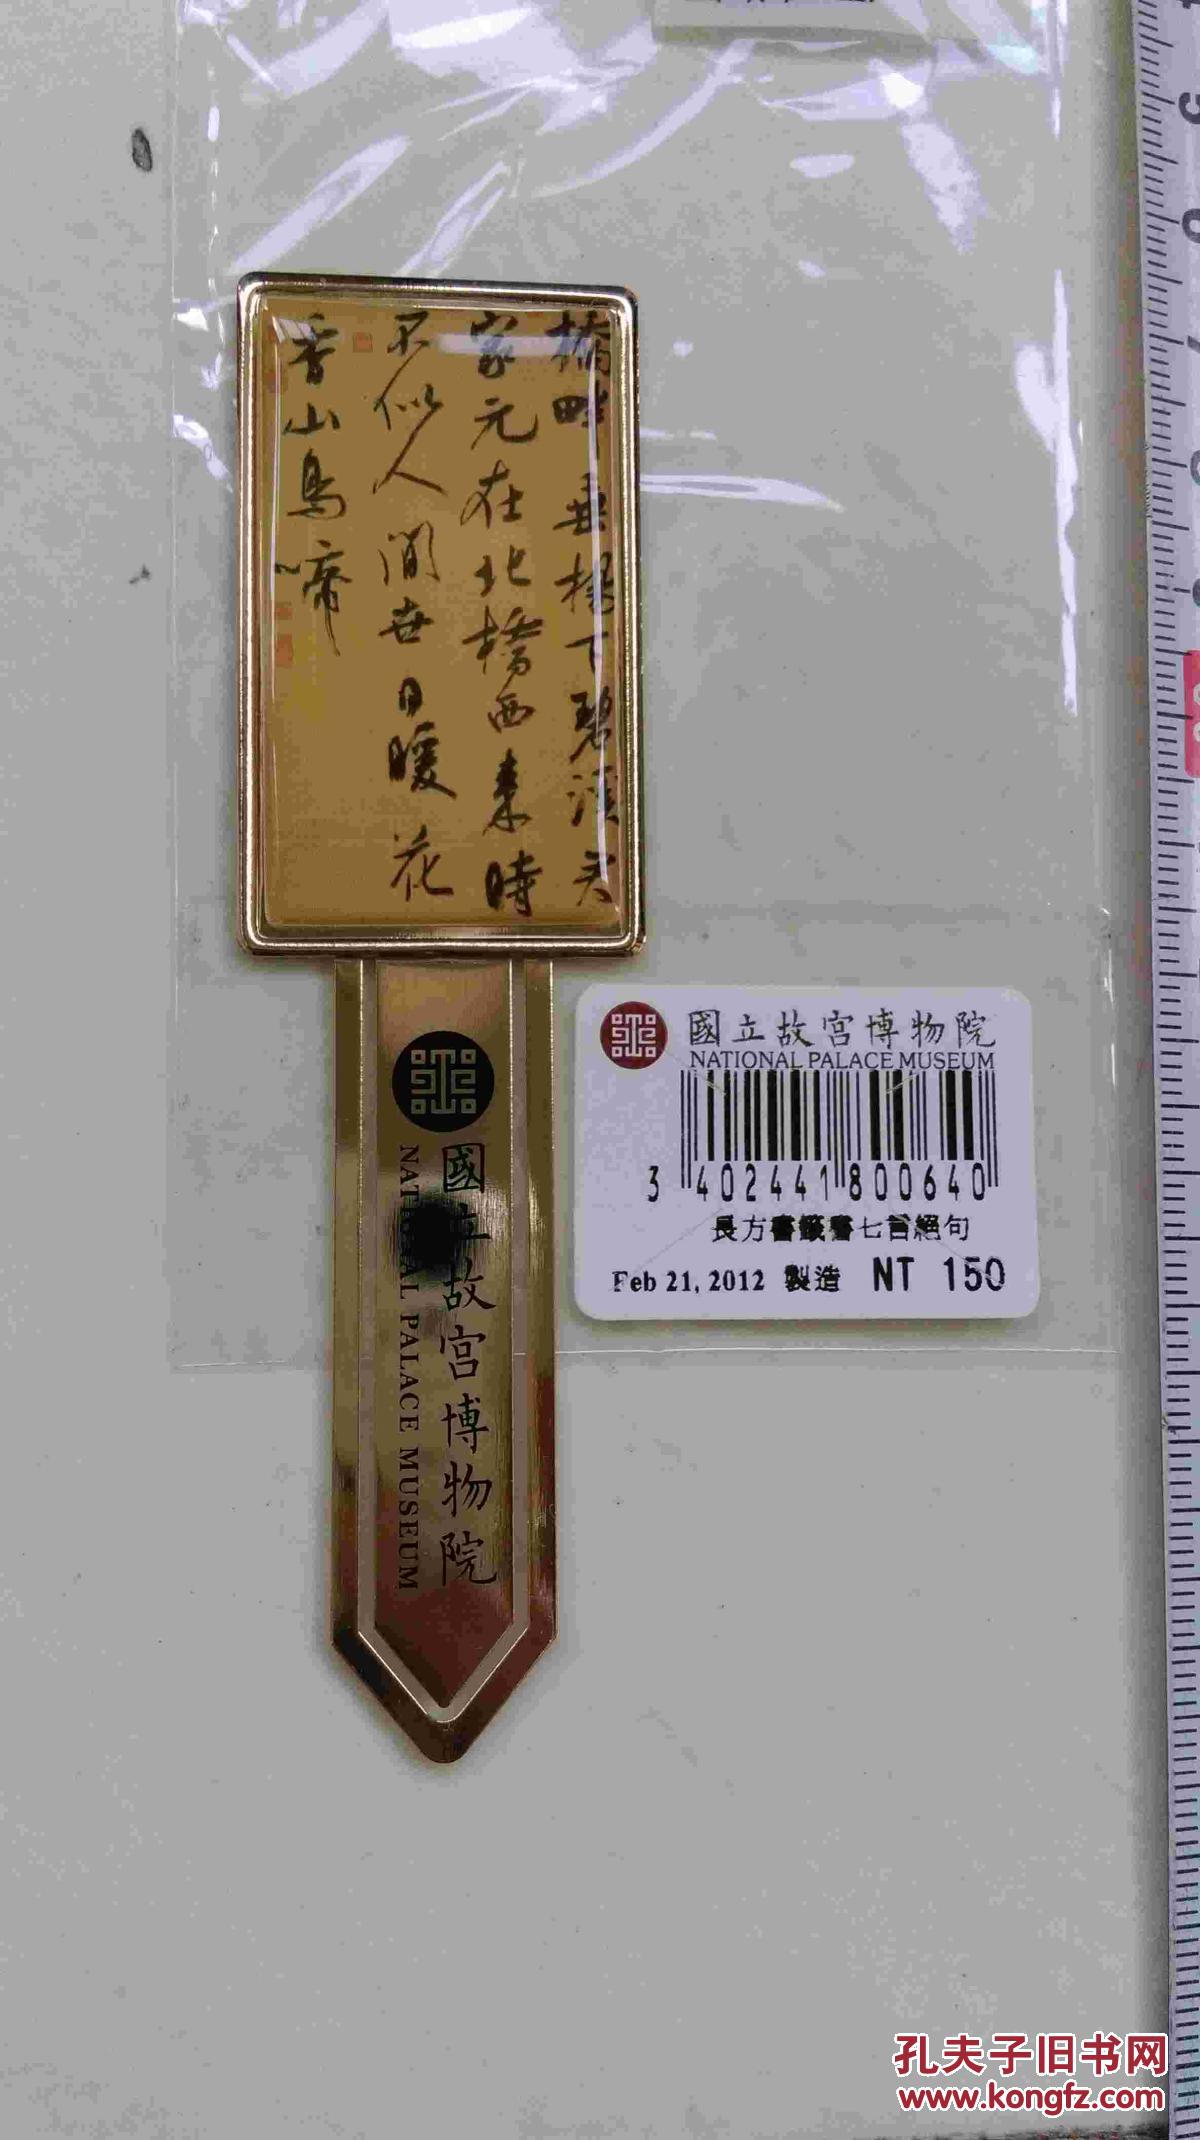 橋畔垂楊下碧溪君
家元在北橋西來時
不似人間世日暖花
香山鳥啼
國立故宮博物院
NATIONAL PALACE MUSEUM
國立故宮博物院
NATIONAL PALACE MUSEUM
3 402441 800640
長方書籤書七言絕句
Feb 21, 2012 製造 NT 150
5
6
7
孔夫子旧书网
www.kongfz.com